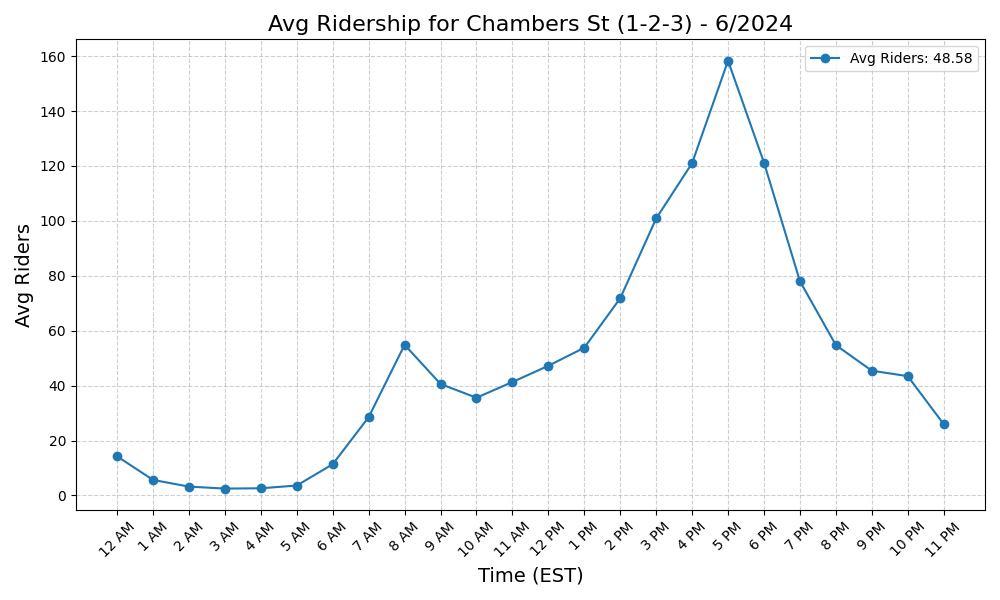 Avg Ridership for Chambers St (1-2-3) - 6/2024
Avg Riders: 48.58
Avg Riders
160
140
120
100
80
60
40
20
0
12 AM
1 AM
2 AM
3 AM
4 AM
5 AM
6 AM
7 AM
8 AM
9 AM
10 AM
11 AM
12 PM
1 PM
2 PM
3 PM
4 PM
5 PM
6 PM
7 PM
8 PM
9 PM
10 PM
11 PM
Time (EST)